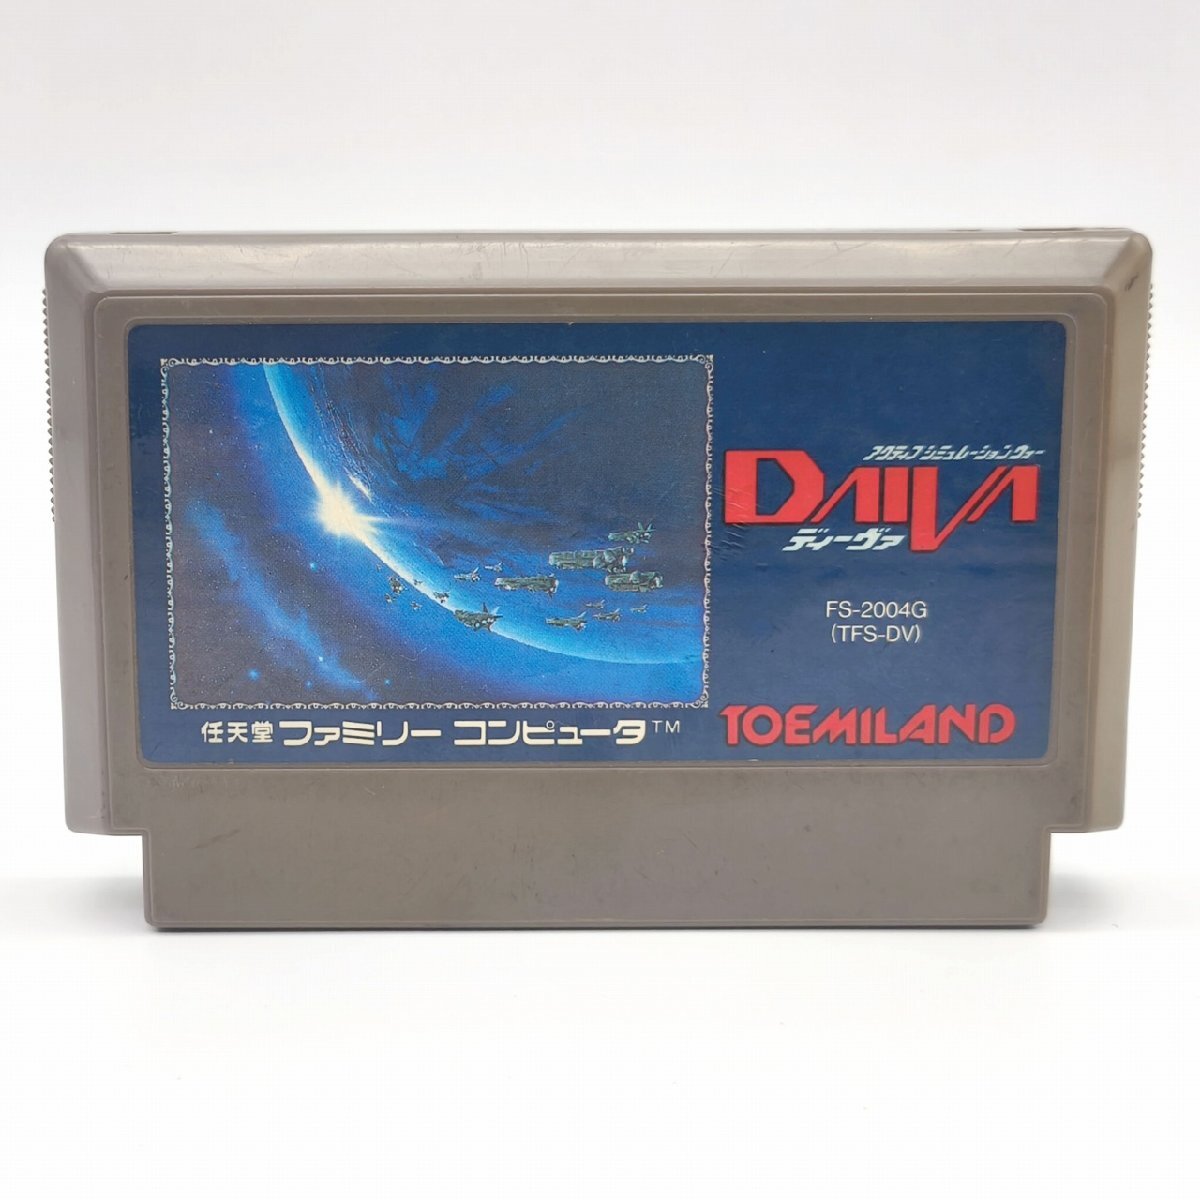 アクティブシミュレーションウォー
DAIVA
ディーヴァ
FS-2004G
(TFS-DV)
任天堂 ファミリー コンピュータ™
TOEMILAND